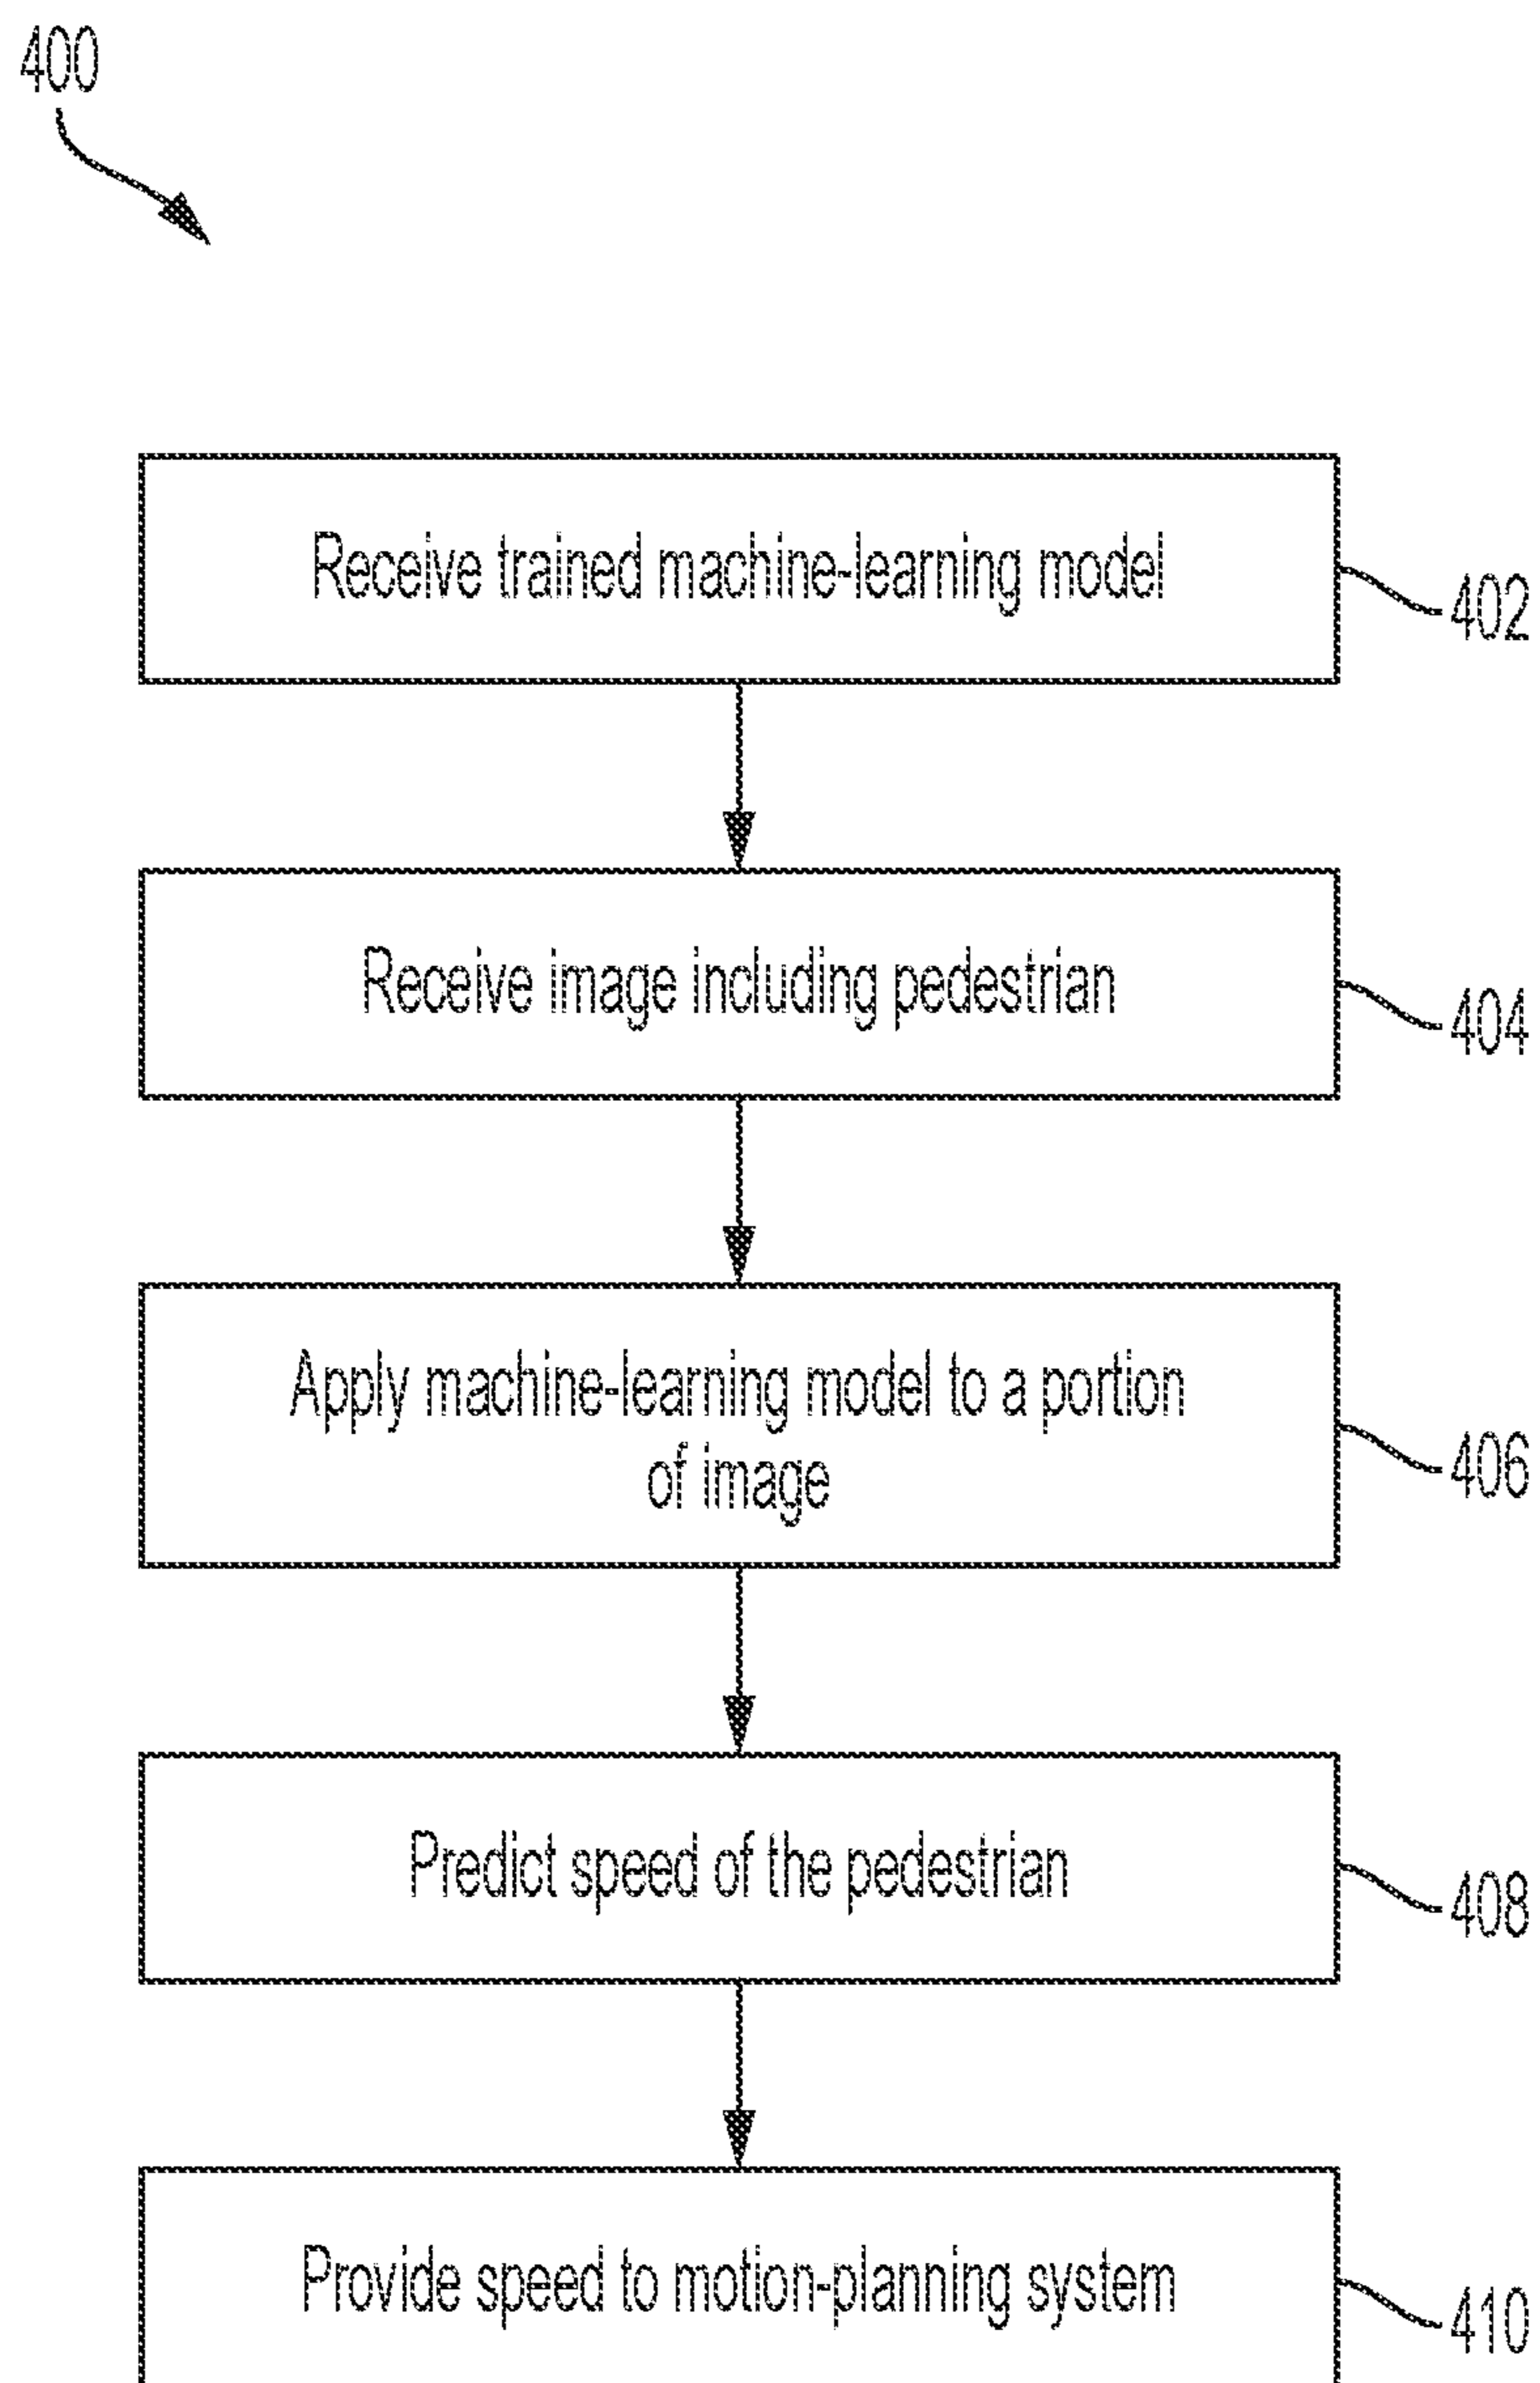 400
Receive trained machine-learning model
402
Receive image including pedestrian
404
Apply machine-learning model to a portion
of image
406
Predict speed of the pedestrian
408
Provide speed to motion-planning system
410